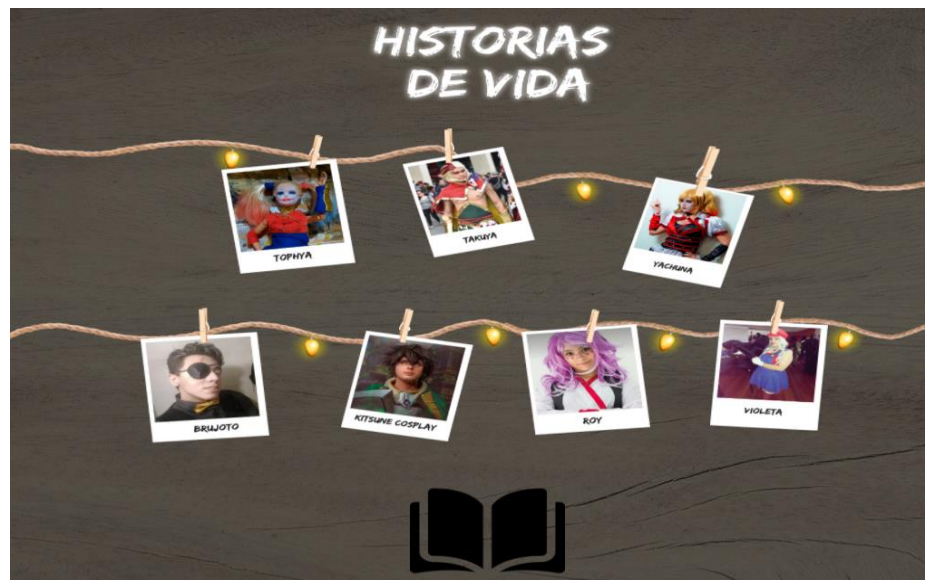 HISTORIAS
DE VIDA
TOPHYA
TAKUYA
YACHUNA
BRUJOTO
KITSUNE COSPLAY
ROY
VIOLETA